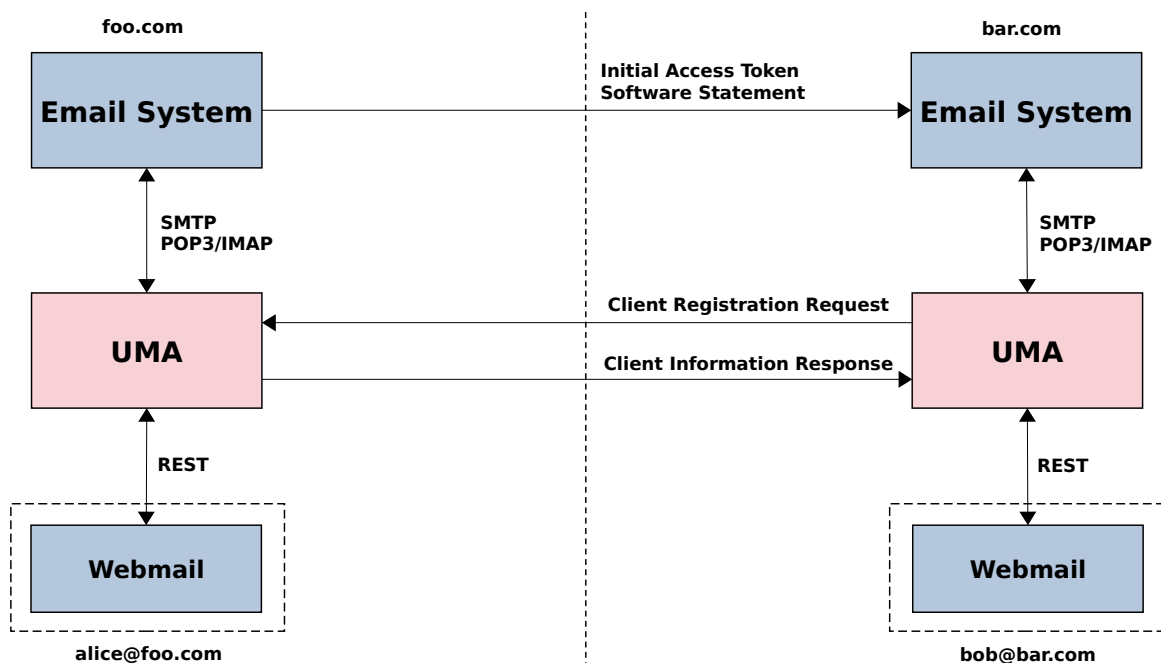 foo.com
bar.com
Email System
Initial Access Token
Software Statement
Email System
SMTP
POP3/IMAP
SMTP
POP3/IMAP
UMA
Client Registration Request
Client Information Response
UMA
REST
REST
Webmail
Webmail
alice@foo.com
bob@bar.com